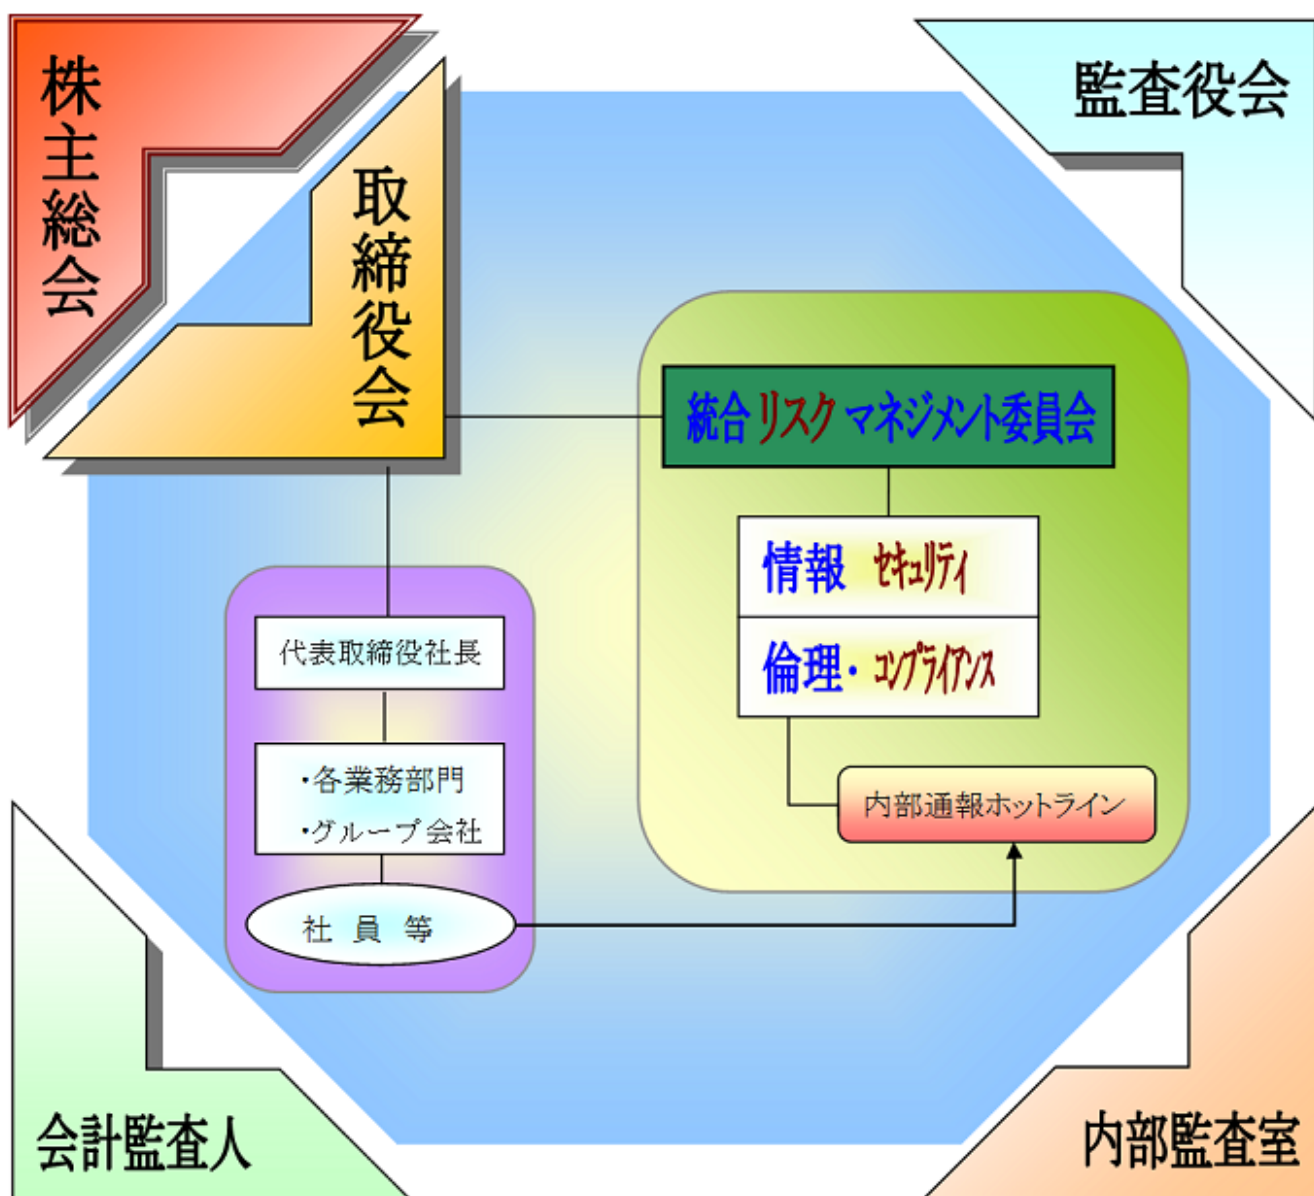 株主総会
取締役会
監査役会
統合リスクマネジメント委員会
情報 セキュリティ
倫理・コンプライアンス
内部通報ホットライン
代表取締役社長
・各業務部門
・グループ会社
社員等
会計監査人
内部監査室